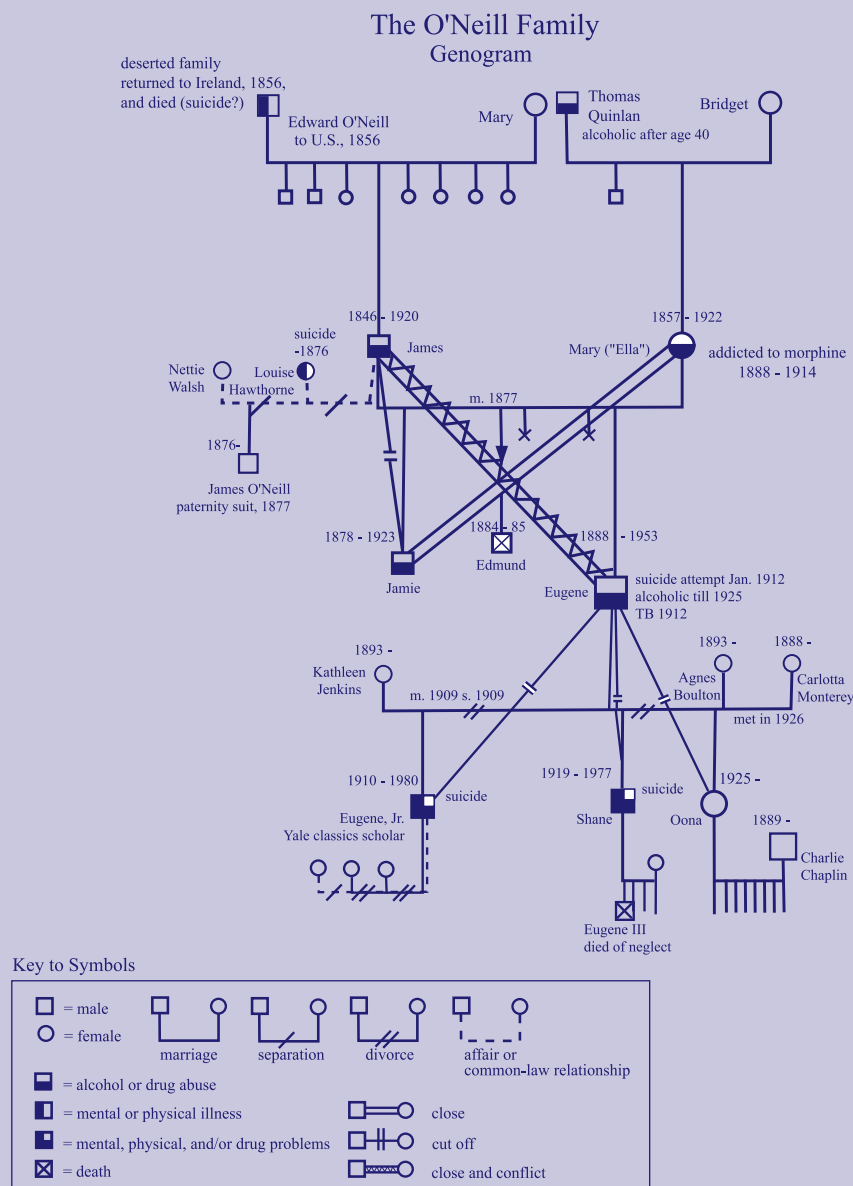 The O'Neill Family
Genogram
deserted family
returned to Ireland, 1856,
and died (suicide?)
Edward O'Neill
to U.S., 1856
Mary
Thomas
Quinlan
alcoholic after age 40
Bridget
1846 - 1920
James
1857 - 1922
Mary ("Ella")
addicted to morphine
1888 - 1914
suicide
-1876
Nettie
Walsh
Louise
Hawthorne
m. 1877
1876-
James O'Neill
paternity suit, 1877
1878 - 1923
Jamie
1884 - 85
Edmund
1888 - 1953
Eugene
suicide attempt Jan. 1912
alcoholic till 1925
TB 1912
1893 -
Kathleen
Jenkins
m. 1909 s. 1909
1893 -
Agnes
Boulton
1888 -
Carlotta
Monterey
met in 1926
1910 - 1980
suicide
Eugene, Jr.
Yale classics scholar
1919 - 1977
suicide
Shane
1925 -
Oona
1889 -
Charlie
Chaplin
Eugene III
died of neglect
Key to Symbols
= male
= female
marriage
separation
divorce
affair or
common-law relationship
= alcohol or drug abuse
= mental or physical illness
= mental, physical, and/or drug problems
= death
close
cut off
close and conflict